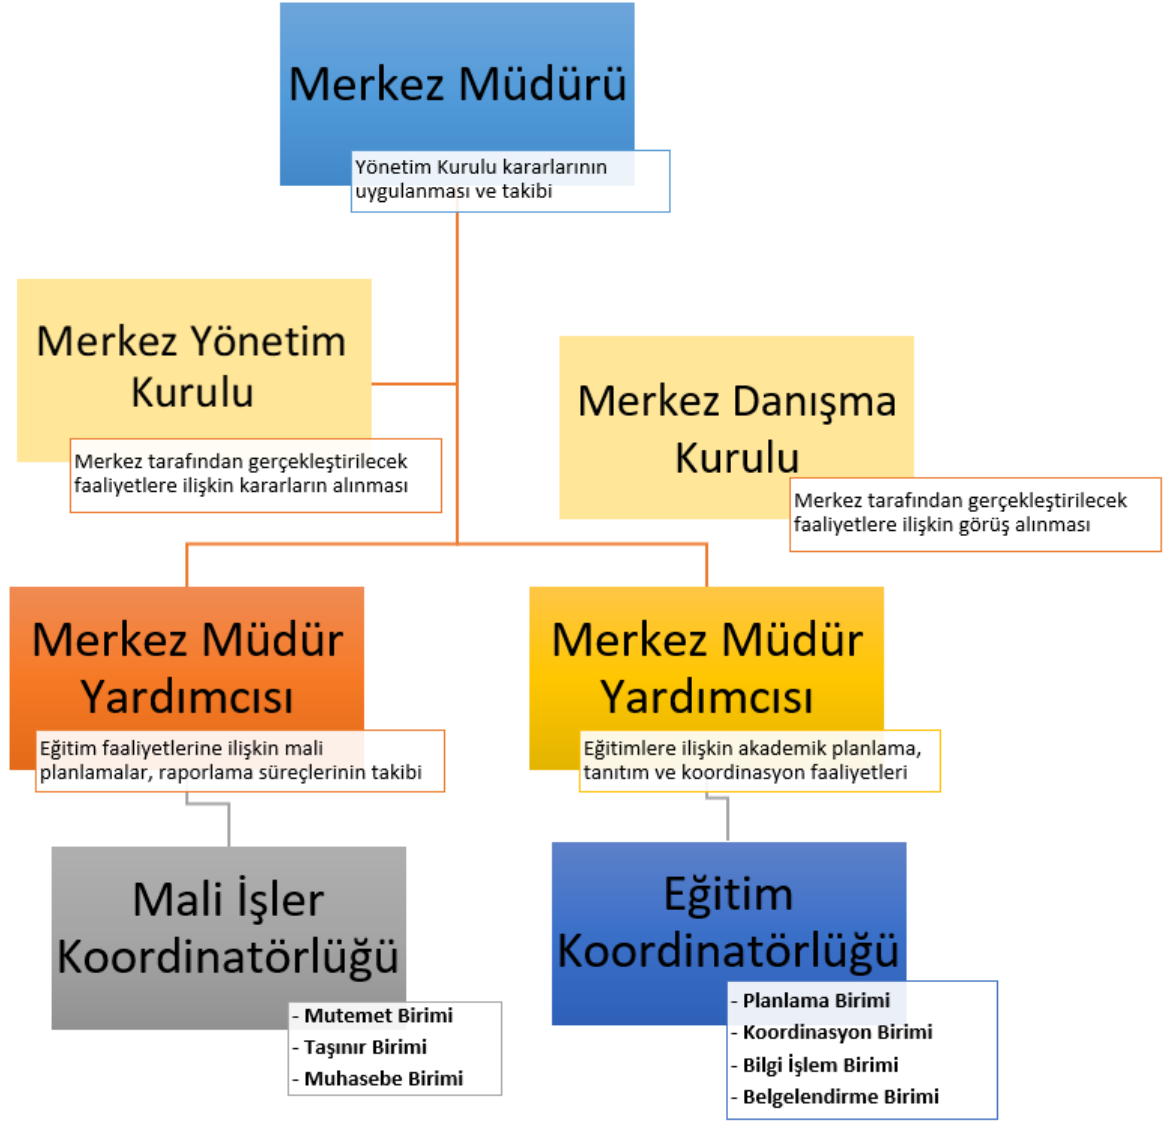 Merkez Müdürü
Yönetim Kurulu kararlarının
uygulanması ve takibi
Merkez Yönetim
Kurulu
Merkez tarafından gerçekleştirilecek
faaliyetlere ilişkin kararların alınması
Merkez Danışma
Kurulu
Merkez tarafından gerçekleştirilecek
faaliyetlere ilişkin görüş alınması
Merkez Müdür
Yardımcısı
Eğitim faaliyetlerine ilişkin mali
planlamalar, raporlama süreçlerinin takibi
Merkez Müdür
Yardımcısı
Eğitimlere ilişkin akademik planlama,
tanıtım ve koordinasyon faaliyetleri
Mali İşler
Koordinatörlüğü
- Mutemet Birimi
- Taşınır Birimi
- Muhasebe Birimi
Eğitim
Koordinatörlüğü
- Planlama Birimi
- Koordinasyon Birimi
- Bilgi İşlem Birimi
- Belgelendirme Birimi